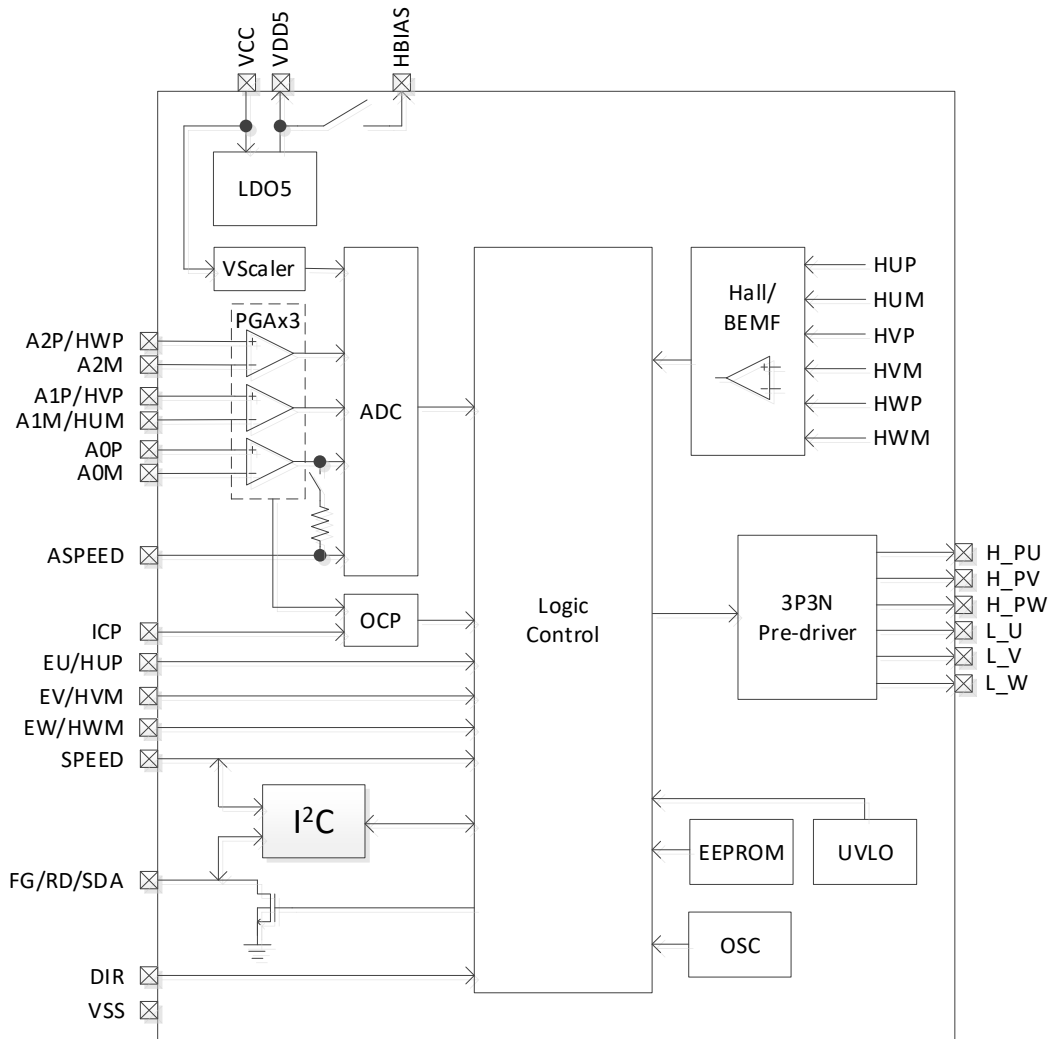 VCC
VDD5
HBIAS
LDO5
VScaler
PGAx3
A2P/HWP
A2M
A1P/HVP
A1M/HUM
A0P
A0M
ADC
ASPEED
ICP
OCP
EU/HUP
EV/HVM
EW/HWM
SPEED
I²C
FG/RD/SDA
DIR
VSS
Logic
Control
Hall/
BEMF
HUP
HUM
HVP
HVM
HWP
HWM
3P3N
Pre-driver
H_PU
H_PV
H_PW
L_U
L_V
L_W
EEPROM
UVLO
OSC